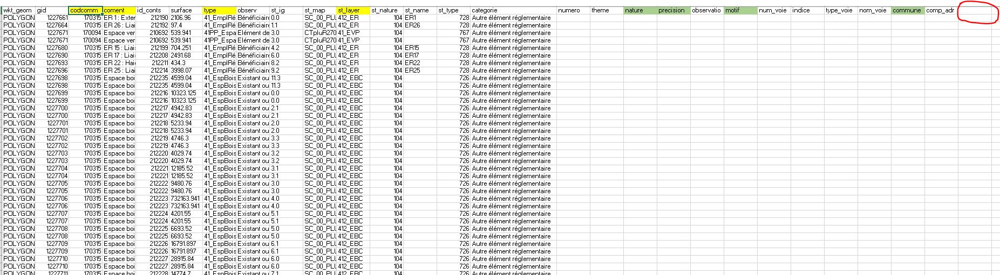 wkt_geom gid codcomm coment id_conts surface type observ st_ig st_map st_layer st_nature st_name st_type categorie numero theme nature precision observatio motif num_voie indice type_voie nom_voie commune comp_adr
POLYGON 1227661 170315 ER 1 : Exter 212190 2106.96 41_EmplRé Bénéficiaire 0.0 SC_00_PLU 412_ER 104 ER1 728 Autre élément réglementaire
POLYGON 1227664 170315 ER 26 : Liai 212192 97.4 41_EmplRé Bénéficiaire 1.1 SC_00_PLU 412_ER 104 ER26 728 Autre élément réglementaire
POLYGON 1227671 170094 Espace ver 210692 539.941 41PP_Espa Elément de 3.0 CTpluR270 41_EVP 104 767 Autre élément réglementaire
POLYGON 1227671 170094 Espace ver 210692 539.941 41PP_Espa Elément de 3.0 CTpluR270 41_EVP 104 767 Autre élément réglementaire
POLYGON 1227680 170315 ER 15 : Liai 212199 704.251 41_EmplRé Bénéficiaire 4.2 SC_00_PLU 412_ER 104 ER15 728 Autre élément réglementaire
POLYGON 1227690 170315 ER 17 : Liai 212208 2491.68 41_EmplRé Bénéficiaire 6.0 SC_00_PLU 412_ER 104 ER17 728 Autre élément réglementaire
POLYGON 1227693 170315 ER 22 : Hai 212211 434.3 41_EmplRé Bénéficiaire 8.2 SC_00_PLU 412_ER 104 ER22 728 Autre élément réglementaire
POLYGON 1227696 170315 ER 25 : Liai 212214 3998.07 41_EmplRé Bénéficiaire 9.2 SC_00_PLU 412_ER 104 ER25 728 Autre élément réglementaire
POLYGON 1227698 170315 Espace boi 212235 4599.04 41_EspBois Existant ou 11.3 SC_00_PLU 412_EBC 104 726 Autre élément réglementaire
POLYGON 1227698 170315 Espace boi 212235 4599.04 41_EspBois Existant ou 11.3 SC_00_PLU 412_EBC 104 726 Autre élément réglementaire
POLYGON 1227699 170315 Espace boi 212216 10323.125 41_EspBois Existant ou 0.0 SC_00_PLU 412_EBC 104 726 Autre élément réglementaire
POLYGON 1227699 170315 Espace boi 212216 10323.125 41_EspBois Existant ou 0.0 SC_00_PLU 412_EBC 104 726 Autre élément réglementaire
POLYGON 1227700 170315 Espace boi 212217 4942.83 41_EspBois Existant ou 2.1 SC_00_PLU 412_EBC 104 726 Autre élément réglementaire
POLYGON 1227700 170315 Espace boi 212217 4942.83 41_EspBois Existant ou 2.1 SC_00_PLU 412_EBC 104 726 Autre élément réglementaire
POLYGON 1227701 170315 Espace boi 212218 5233.94 41_EspBois Existant ou 2.0 SC_00_PLU 412_EBC 104 726 Autre élément réglementaire
POLYGON 1227701 170315 Espace boi 212218 5233.94 41_EspBois Existant ou 2.0 SC_00_PLU 412_EBC 104 726 Autre élément réglementaire
POLYGON 1227702 170315 Espace boi 212219 4746.3 41_EspBois Existant ou 3.3 SC_00_PLU 412_EBC 104 726 Autre élément réglementaire
POLYGON 1227702 170315 Espace boi 212219 4746.3 41_EspBois Existant ou 3.3 SC_00_PLU 412_EBC 104 726 Autre élément réglementaire
POLYGON 1227703 170315 Espace boi 212220 4029.74 41_EspBois Existant ou 3.2 SC_00_PLU 412_EBC 104 726 Autre élément réglementaire
POLYGON 1227703 170315 Espace boi 212220 4029.74 41_EspBois Existant ou 3.2 SC_00_PLU 412_EBC 104 726 Autre élément réglementaire
POLYGON 1227704 170315 Espace boi 212221 12185.52 41_EspBois Existant ou 3.1 SC_00_PLU 412_EBC 104 726 Autre élément réglementaire
POLYGON 1227704 170315 Espace boi 212221 12185.52 41_EspBois Existant ou 3.1 SC_00_PLU 412_EBC 104 726 Autre élément réglementaire
POLYGON 1227705 170315 Espace boi 212222 9480.76 41_EspBois Existant ou 3.0 SC_00_PLU 412_EBC 104 726 Autre élément réglementaire
POLYGON 1227705 170315 Espace boi 212222 9480.76 41_EspBois Existant ou 3.0 SC_00_PLU 412_EBC 104 726 Autre élément réglementaire
POLYGON 1227706 170315 Espace boi 212223 732163.941 41_EspBois Existant ou 4.0 SC_00_PLU 412_EBC 104 726 Autre élément réglementaire
POLYGON 1227706 170315 Espace boi 212223 732163.941 41_EspBois Existant ou 4.0 SC_00_PLU 412_EBC 104 726 Autre élément réglementaire
POLYGON 1227707 170315 Espace boi 212224 4201.55 41_EspBois Existant ou 5.1 SC_00_PLU 412_EBC 104 726 Autre élément réglementaire
POLYGON 1227707 170315 Espace boi 212224 4201.55 41_EspBois Existant ou 5.1 SC_00_PLU 412_EBC 104 726 Autre élément réglementaire
POLYGON 1227708 170315 Espace boi 212225 6693.52 41_EspBois Existant ou 5.0 SC_00_PLU 412_EBC 104 726 Autre élément réglementaire
POLYGON 1227708 170315 Espace boi 212225 6693.52 41_EspBois Existant ou 5.0 SC_00_PLU 412_EBC 104 726 Autre élément réglementaire
POLYGON 1227709 170315 Espace boi 212226 16791.897 41_EspBois Existant ou 6.1 SC_00_PLU 412_EBC 104 726 Autre élément réglementaire
POLYGON 1227709 170315 Espace boi 212226 16791.897 41_EspBois Existant ou 6.1 SC_00_PLU 412_EBC 104 726 Autre élément réglementaire
POLYGON 1227710 170315 Espace boi 212227 28915.84 41_EspBois Existant ou 6.0 SC_00_PLU 412_EBC 104 726 Autre élément réglementaire
POLYGON 1227710 170315 Espace boi 212227 28915.84 41_EspBois Existant ou 6.0 SC_00_PLU 412_EBC 104 726 Autre élément réglementaire
POLYGON 1227711 170315 Espace boi 212228 14774.7 41_EspBois Existant ou 7.1 SC_00_PLU 412_EBC 104 726 Autre élément réglementaire